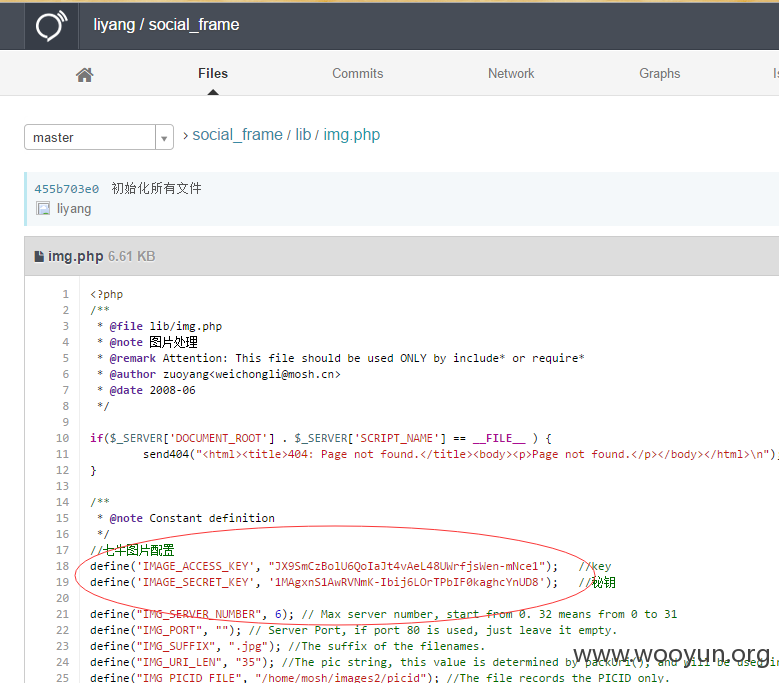 liyang / social_frame
Files
Commits
Network
Graphs
master
› social_frame / lib / img.php
455b703e0 初始化所有文件
liyang
img.php 6.61 KB
1 <?php
2 /**
3 * @file lib/img.php
4 * @note 图片处理
5 * @remark Attention: This file should be used ONLY by include* or require*
6 * @author zuoyang<weichongli@mosh.cn>
7 * @date 2008-06
8 */
9
10 if($_SERVER['DOCUMENT_ROOT'] . $_SERVER['SCRIPT_NAME'] == __FILE__ ) {
11 send404("<html><title>404: Page not found.</title><body><p>Page not found.</p></body></html>\n");
12 }
13
14 /**
15 * @note Constant definition
16 */
17 //七牛图片配置
18 define('IMAGE_ACCESS_KEY', "JX9SmCzBolU6QoIaJt4vAeL48UWrfjsWen-mNcel"); //key
19 define('IMAGE_SECRET_KEY', '1MAgxnS1AwRVNmK-Ibij6LOrTPbIF0kaghcYnUD8'); //秘钥
20
21 define("IMG_SERVER_NUMBER", 6); // Max server number, start from 0. 32 means from 0 to 31
22 define("IMG_PORT", ""); // Server Port, if port 80 is used, just leave it empty.
23 define("IMG_SUFFIX", ".jpg"); //The suffix of the filenames.
24 define("IMG_URI_LEN", "35"); //The pic string, this value is determined by packUri(), and will be used in
25 define("IMG_PICID_FILE", "/home/mosh/images2/picid"); //The file records the PICID only.
www.wooyun.org